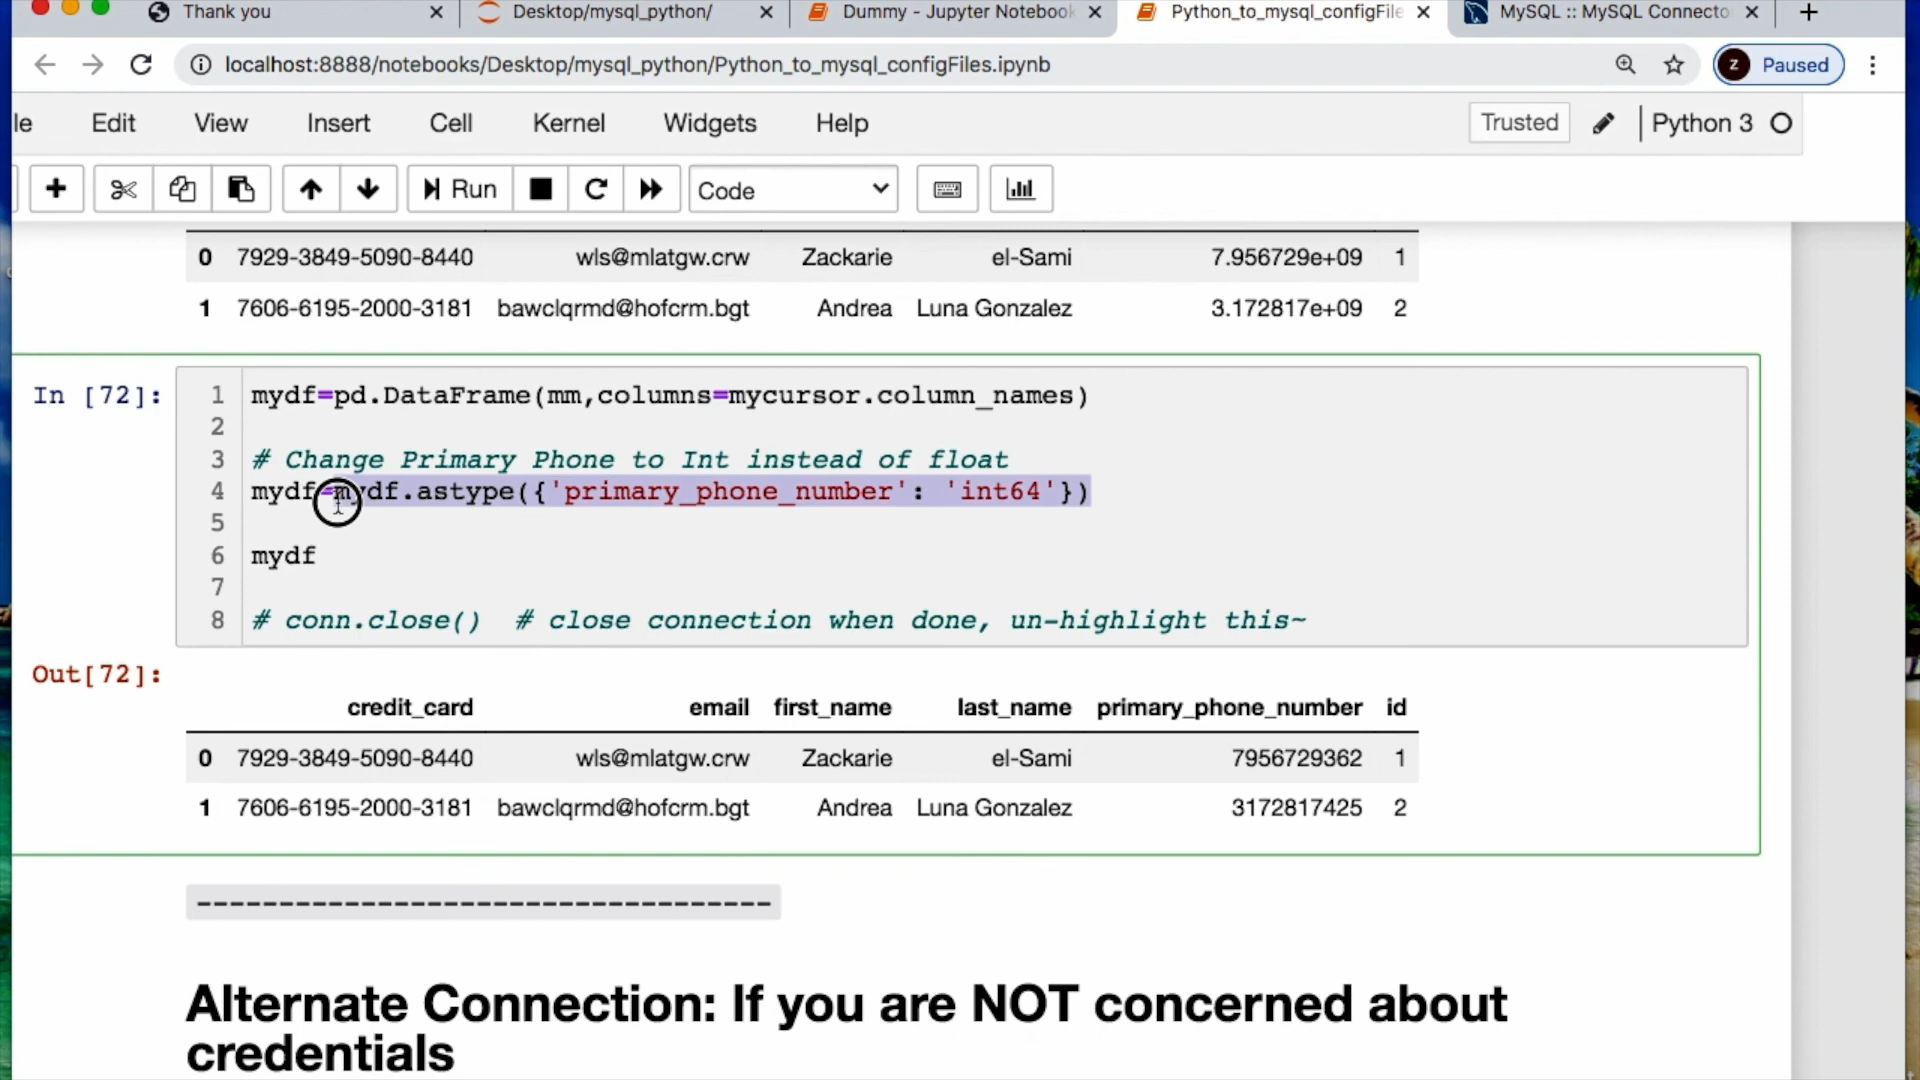 Thank you
Desktop/mysql_python/
Dummy - Jupyter Notebook
Python_to_mysql_configFile
MySQL :: MySQL Connecto
localhost:8888/notebooks/Desktop/mysql_python/Python_to_mysql_configFiles.ipynb
z Paused
le Edit View Insert Cell Kernel Widgets Help Trusted Python 3
Run Code
0 7929-3849-5090-8440 wls@mlatgw.crw Zackarie el-Sami 7.956729e+09 1
1 7606-6195-2000-3181 bawclqrmd@hofcrm.bgt Andrea Luna Gonzalez 3.172817e+09 2
In [72]:
1 mydf=pd.DataFrame(mm,columns=mycursor.column_names)
2
3 # Change Primary Phone to Int instead of float
4 mydf=mydf.astype({'primary_phone_number': 'int64'})
5
6 mydf
7
8 # conn.close() # close connection when done, un-highlight this~
Out[72]:
credit_card email first_name last_name primary_phone_number id
0 7929-3849-5090-8440 wls@mlatgw.crw Zackarie el-Sami 7956729362 1
1 7606-6195-2000-3181 bawclqrmd@hofcrm.bgt Andrea Luna Gonzalez 3172817425 2
-----------------------------------
Alternate Connection: If you are NOT concerned about
credentials